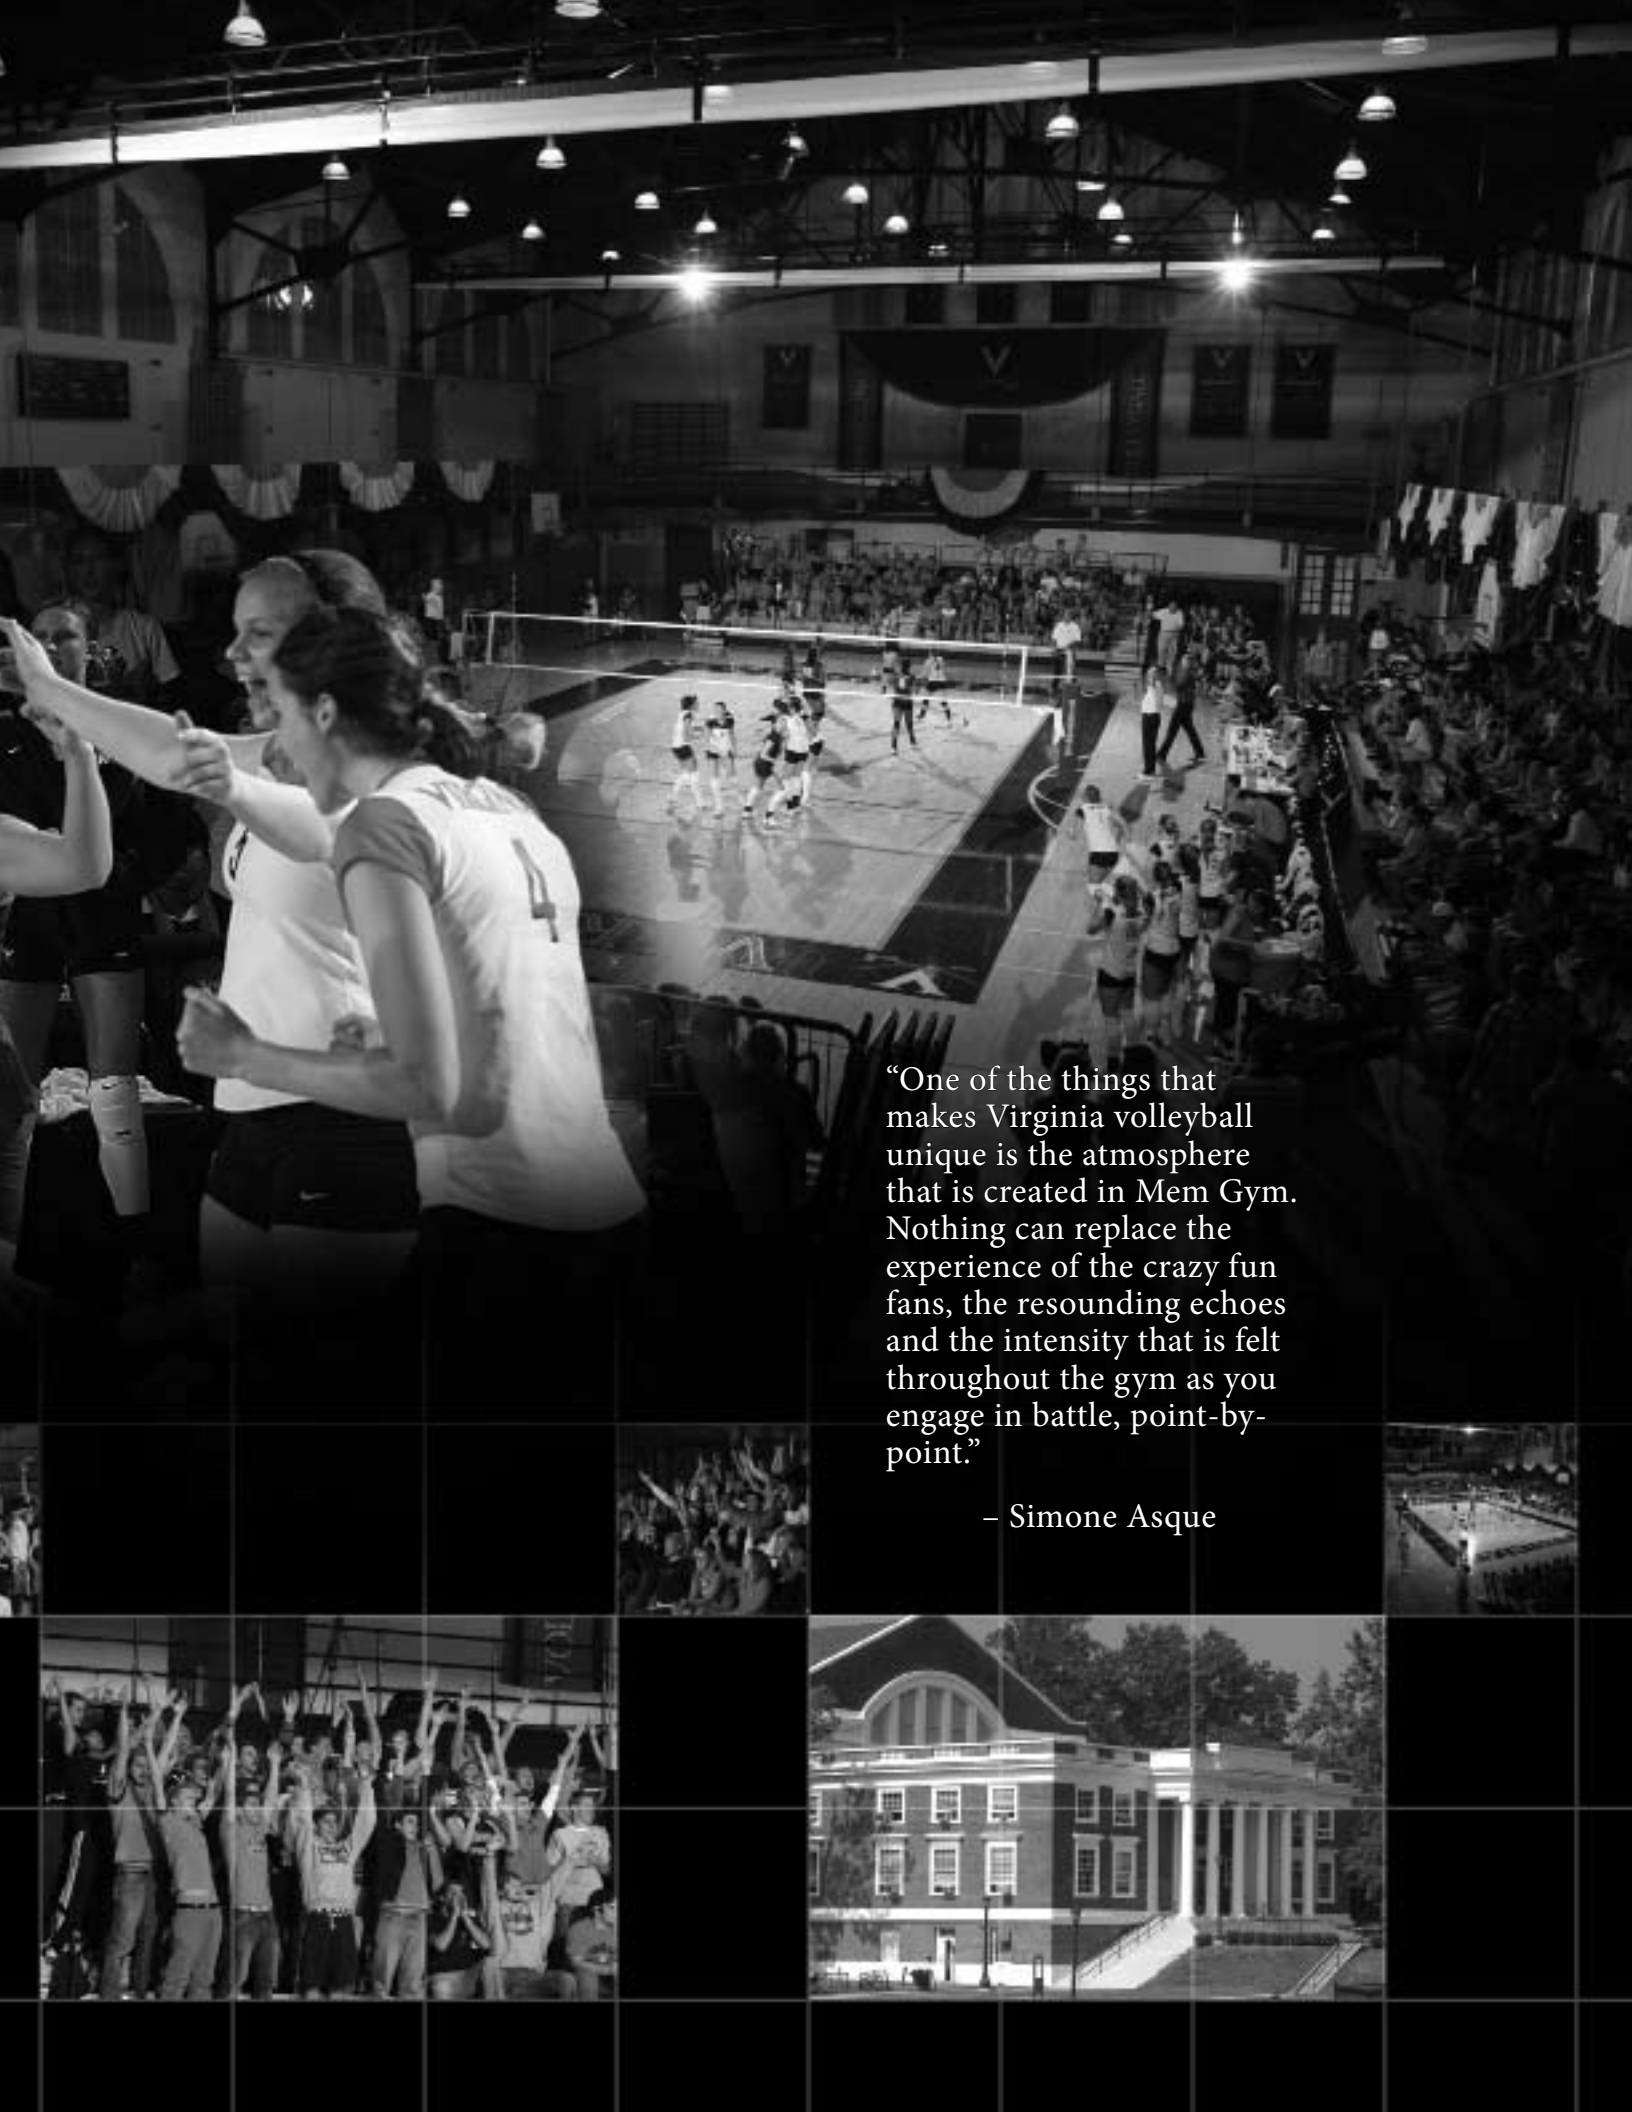 V
V
V
V
VIRGINIA
4
V
“One of the things that
makes Virginia volleyball
unique is the atmosphere
that is created in Mem Gym.
Nothing can replace the
experience of the crazy fun
fans, the resounding echoes
and the intensity that is felt
throughout the gym as you
engage in battle, point-by-
point.”
– Simone Asque